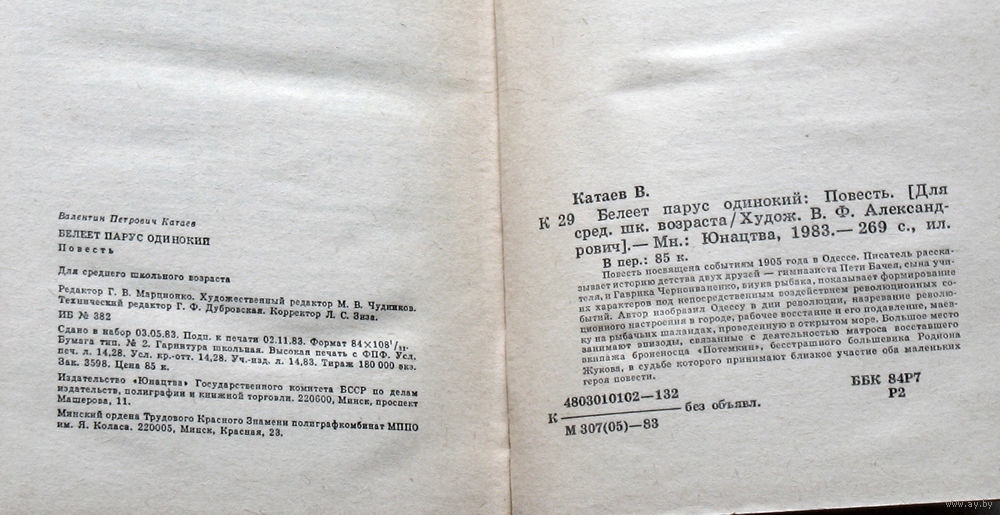 Валентин Петрович Катаев
БЕЛЕЕТ ПАРУС ОДИНОКИЙ
Повесть
Для среднего школьного возраста
Редактор Г. В. Марционко. Художественный редактор М. В. Чудников.
Технический редактор Г. Ф. Дубровская. Корректор Л. С. Зиза.
ИБ № 382
Сдано в набор 03.05.83. Подп. к печати 02.11.83. Формат 84×108¹/₃₂.
Бумага тип. № 2. Гарнитура школьная. Высокая печать с ФПФ. Усл.
печ. л. 14,28. Усл. кр.-отт. 14,28. Уч.-изд. л. 14,83. Тираж 180 000 экз.
Зак. 3598. Цена 85 к.
Издательство «Юнацтва» Государственного комитета БССР по делам
издательств, полиграфии и книжной торговли. 220600, Минск, проспект
Машерова, 11.
Минский ордена Трудового Красного Знамени полиграфкомбинат МППО
им. Я. Коласа. 220005, Минск, Красная, 23.
Катаев В.
К 29 Белеет парус одинокий: Повесть. [Для
сред. шк. возраста/Худож. В. Ф. Александ-
рович].— Мн.: Юнацтва, 1983.— 269 с., ил.
В пер.: 85 к.
Повесть посвящена событиям 1905 года в Одессе. Писатель расска-
зывает историю детства двух друзей — гимназиста Пети Бачея, сына учи-
теля, и Гаврика Черноиваненко, внука рыбака, показывает формирование
их характеров под непосредственным воздействием революционных со-
бытий. Автор изобразил Одессу в дни революции, назревание револю-
ционного настроения в городе, рабочее восстание и его подавление, маев-
ку на рыбачьих шаландах, проведенную в открытом море. Большое место
занимают эпизоды, связанные с деятельностью матроса восставшего
экипажа броненосца «Потемкин», бесстрашного большевика Родиона
Жукова, в судьбе которого принимают близкое участие оба маленьких
героя повести.
4803010102—132
К без объявл.
М 307(05)—83
ББК 84Р7
Р2
www.ay.by